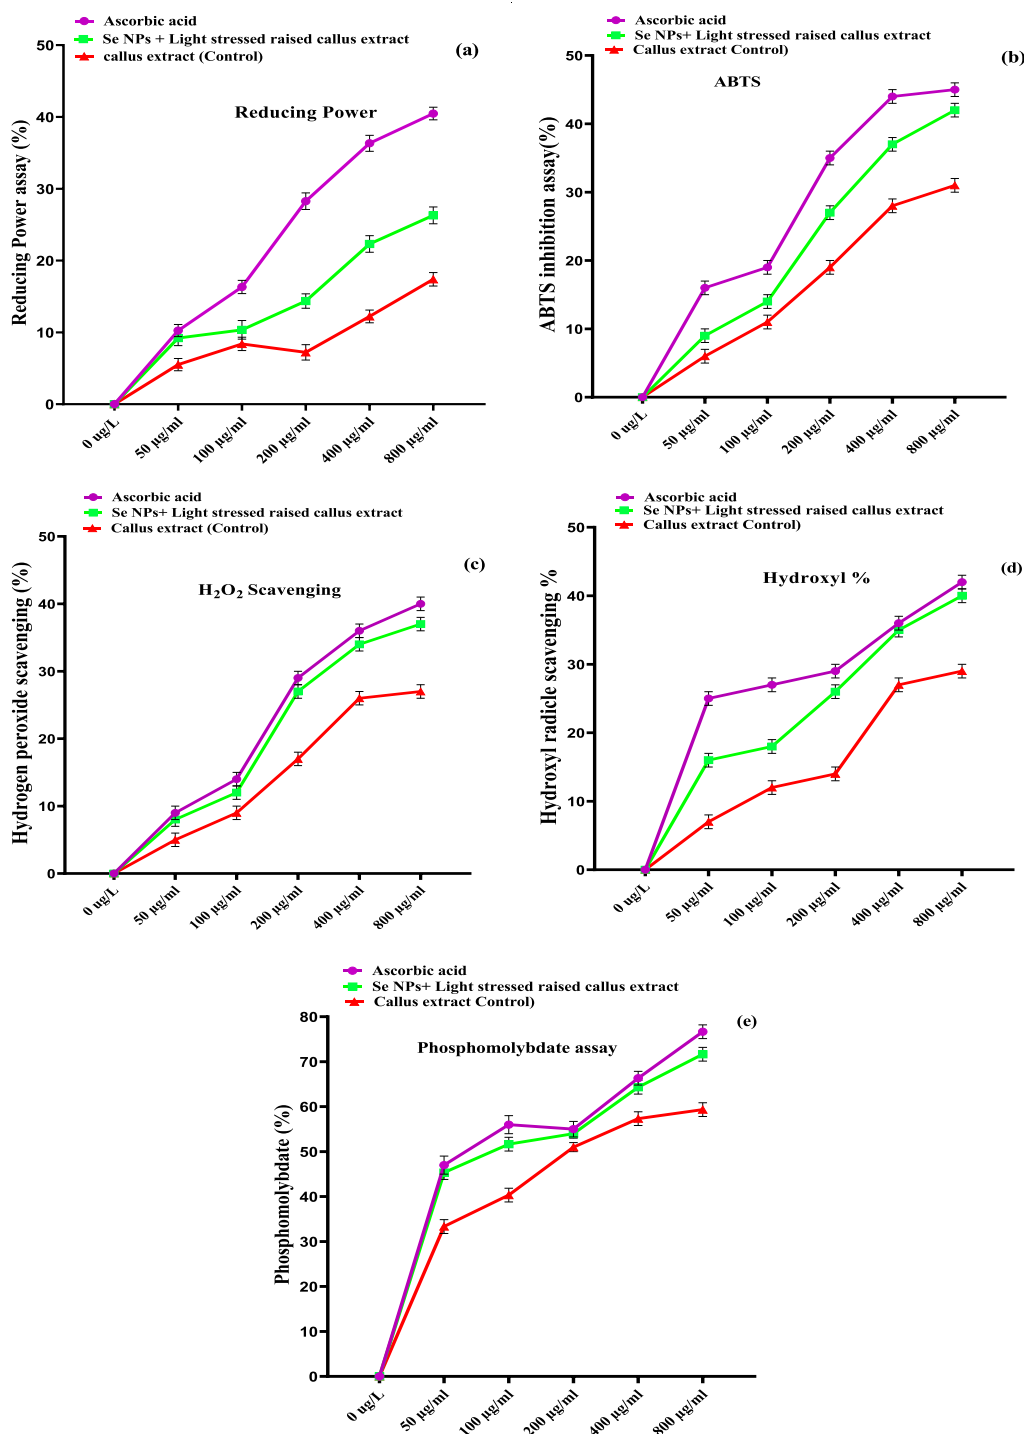 Ascorbic acid
Se NPs + Light stressed raised callus extract
callus extract (Control)
(a)
Reducing Power
Reducing Power assay (%)
50
40
30
20
10
0
0 ug/L
50 µg/ml
100 µg/ml
200 µg/ml
400 µg/ml
800 µg/ml
Ascorbic acid
Se NPs+ Light stressed raised callus extract
Callus extract Control)
(b)
ABTS
ABTS inhibition assay(%)
50
40
30
20
10
0
0 ug/L
50 µg/ml
100 µg/ml
200 µg/ml
400 µg/ml
800 µg/ml
Ascorbic acid
Se NPs+ Light stressed raised callus extract
Callus extract (Control)
(c)
H₂O₂ Scavenging
Hydrogen peroxide scavenging (%)
50
40
30
20
10
0
0 ug/L
50 µg/ml
100 µg/ml
200 µg/ml
400 µg/ml
800 µg/ml
Ascorbic acid
Se NPs+ Light stressed raised callus extract
Callus extract Control)
(d)
Hydroxyl %
Hydroxyl radicle scavenging %
50
40
30
20
10
0
0 ug/L
50 µg/ml
100 µg/ml
200 µg/ml
400 µg/ml
800 µg/ml
Ascorbic acid
Se NPs+ Light stressed raised callus extract
Callus extract Control)
(e)
Phosphomolybdate assay
Phosphomolybdate (%)
80
70
60
50
40
30
20
10
0
0 ug/L
50 µg/ml
100 µg/ml
200 µg/ml
400 µg/ml
800 µg/ml